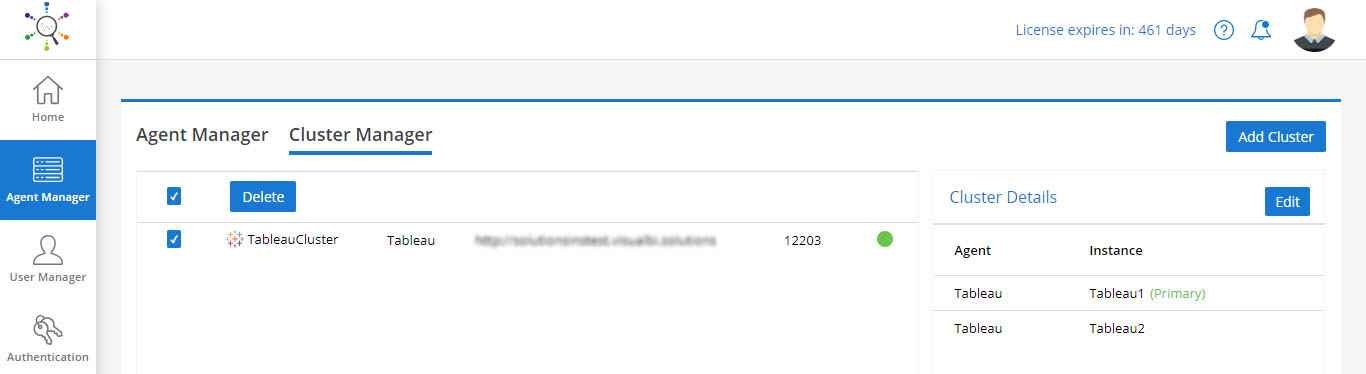 License expires in: 461 days
Home
Agent Manager
User Manager
Authentication
Agent Manager Cluster Manager
Add Cluster
Delete
TableauCluster Tableau 12203
Cluster Details
Edit
Agent Instance
Tableau Tableau1 (Primary)
Tableau Tableau2